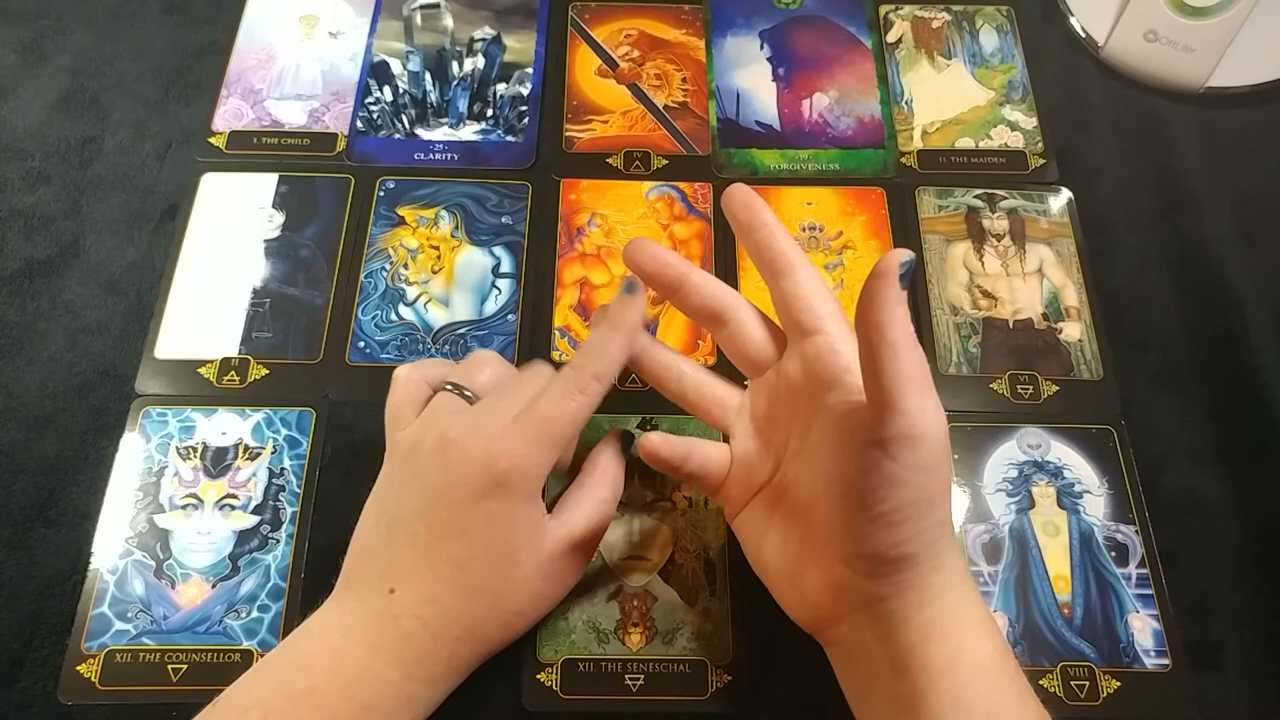 I. THE CHILD
·25·
CLARITY
IV
·19·
FORGIVENESS
II. THE MAIDEN
II
VI
XII. THE COUNSELLOR
XII. THE SENESCHAL
VIII